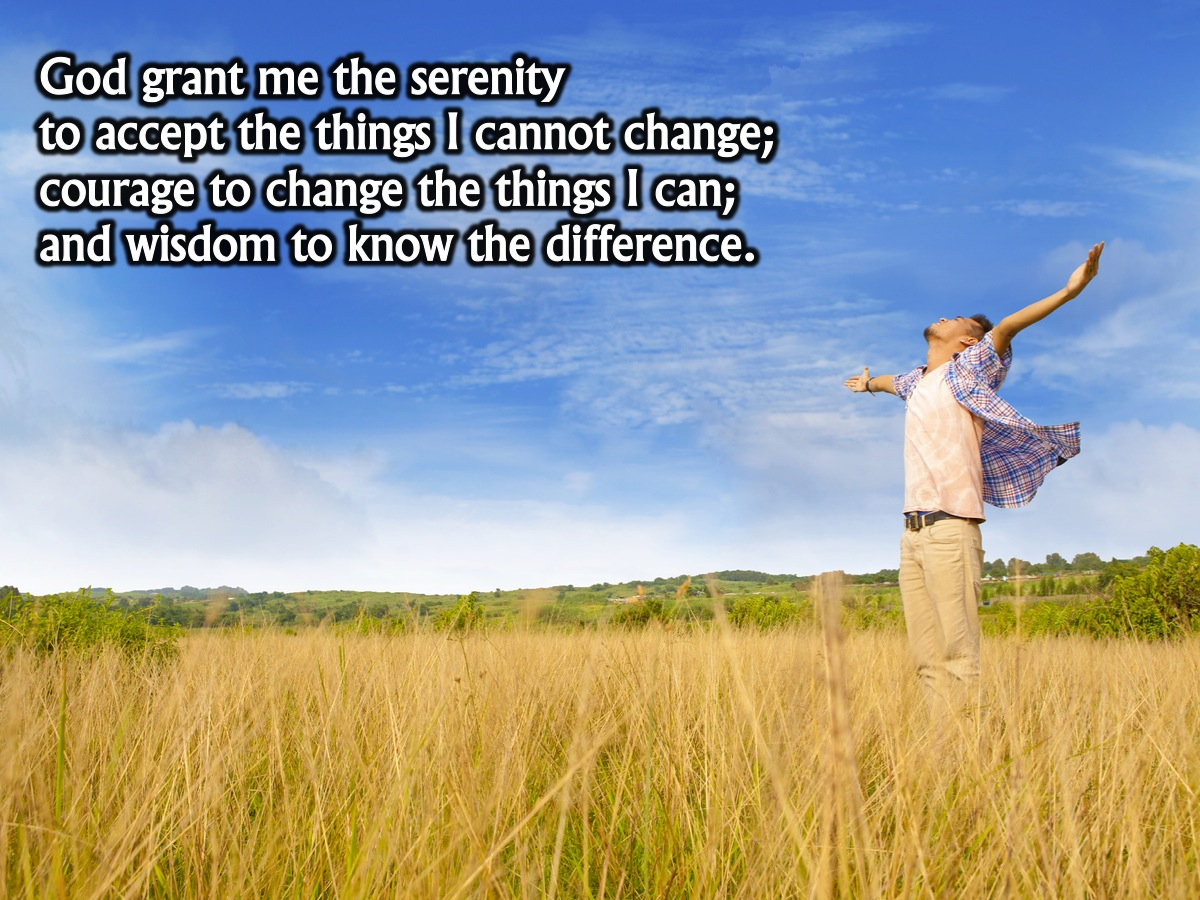 God grant me the serenity
to accept the things I cannot change;
courage to change the things I can;
and wisdom to know the difference.